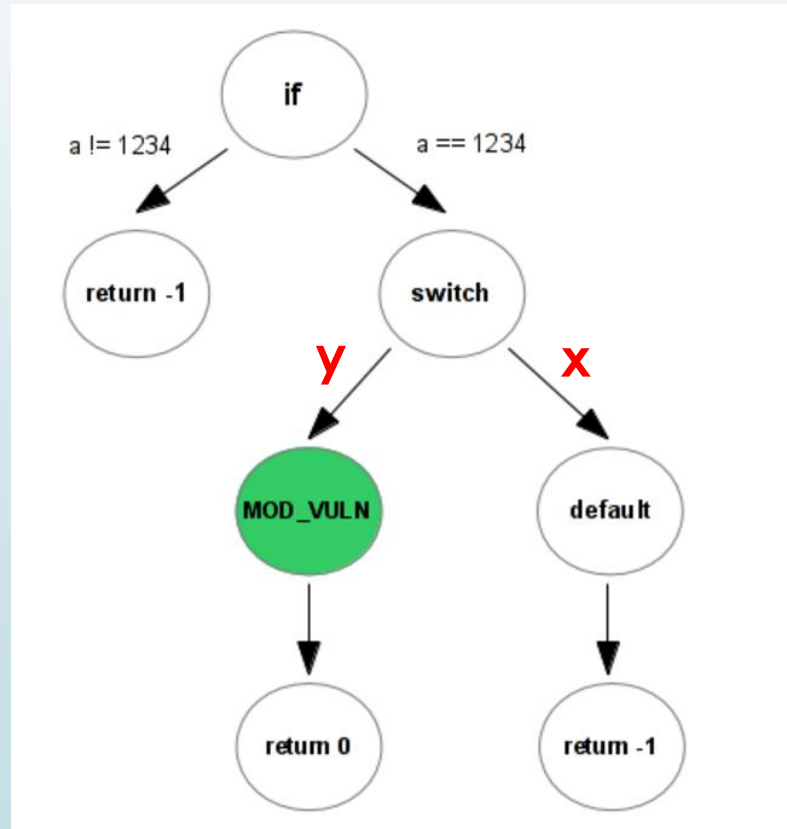 if
a != 1234
a == 1234
return -1
switch
y
x
MOD_VULN
default
return 0
return -1